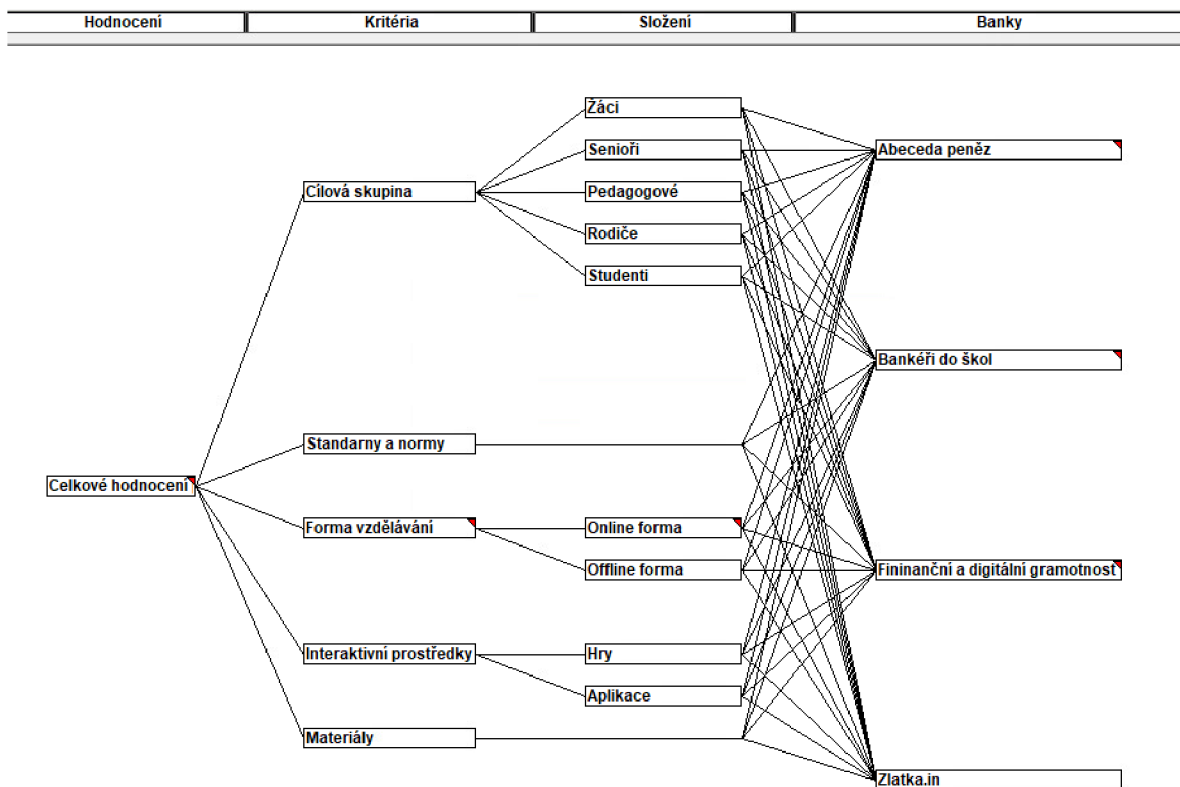 Hodnocení
Kritéria
Složení
Banky
Žáci
Senioři
Abeceda peněz
Cílová skupina
Pedagogové
Rodiče
Studenti
Bankéři do škol
Standarny a normy
Celkové hodnocení
Forma vzdělávání
Online forma
Offline forma
Fininanční a digitální gramotnost
Interaktivní prostředky
Hry
Aplikace
Materiály
Zlatka.in